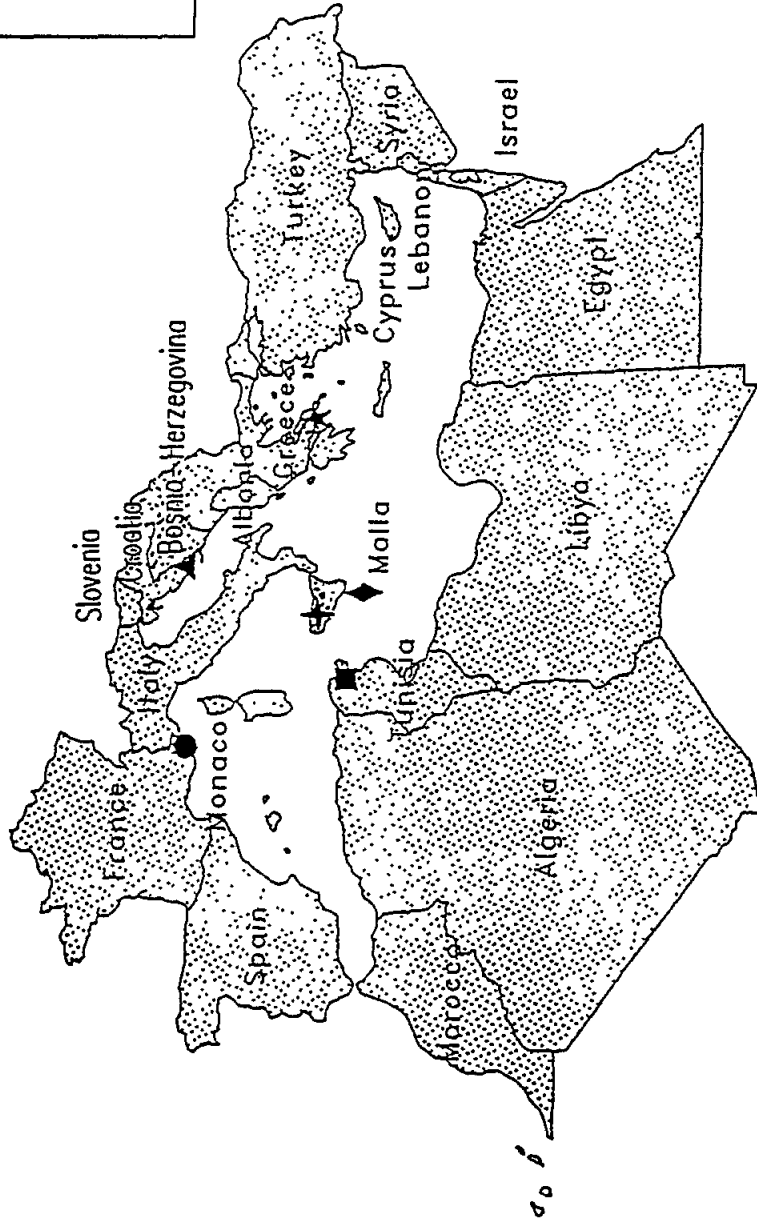 Slovenia
Croatia
Bosnia-Herzegovina
France
Italy
Albania
Greece
Turkey
Monaco
Spain
Malta
Cyprus
Syria
Lebanon
Israel
Tunisia
Marocco
Algeria
Libya
Egypt